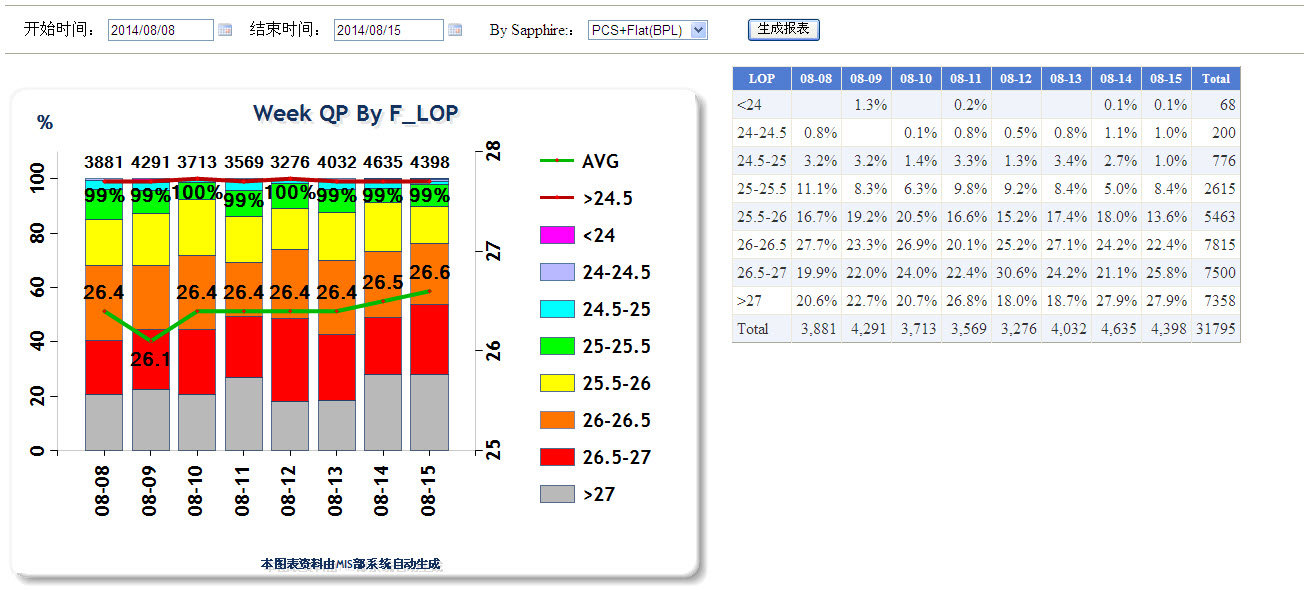 开始时间： 2014/08/08 结束时间： 2014/08/15 By Sapphire:： PCS+Flat(BPL) 生成报表
Week QP By F_LOP
%
3881 4291 3713 3569 3276 4032 4635 4398
99% 99% 100% 99% 100% 99% 99% 99%
26.4 26.1 26.4 26.4 26.4 26.4 26.5 26.6
100
80
60
40
20
0
28
27
26
25
08-08 08-09 08-10 08-11 08-12 08-13 08-14 08-15
AVG
>24.5
<24
24-24.5
24.5-25
25-25.5
25.5-26
26-26.5
26.5-27
>27
本图表资料由MIS部系统自动生成
LOP 08-08 08-09 08-10 08-11 08-12 08-13 08-14 08-15 Total
<24 1.3% 0.2% 0.1% 0.1% 68
24-24.5 0.8% 0.1% 0.8% 0.5% 0.8% 1.1% 1.0% 200
24.5-25 3.2% 3.2% 1.4% 3.3% 1.3% 3.4% 2.7% 1.0% 776
25-25.5 11.1% 8.3% 6.3% 9.8% 9.2% 8.4% 5.0% 8.4% 2615
25.5-26 16.7% 19.2% 20.5% 16.6% 15.2% 17.4% 18.0% 13.6% 5463
26-26.5 27.7% 23.3% 26.9% 20.1% 25.2% 27.1% 24.2% 22.4% 7815
26.5-27 19.9% 22.0% 24.0% 22.4% 30.6% 24.2% 21.1% 25.8% 7500
>27 20.6% 22.7% 20.7% 26.8% 18.0% 18.7% 27.9% 27.9% 7358
Total 3,881 4,291 3,713 3,569 3,276 4,032 4,635 4,398 31795